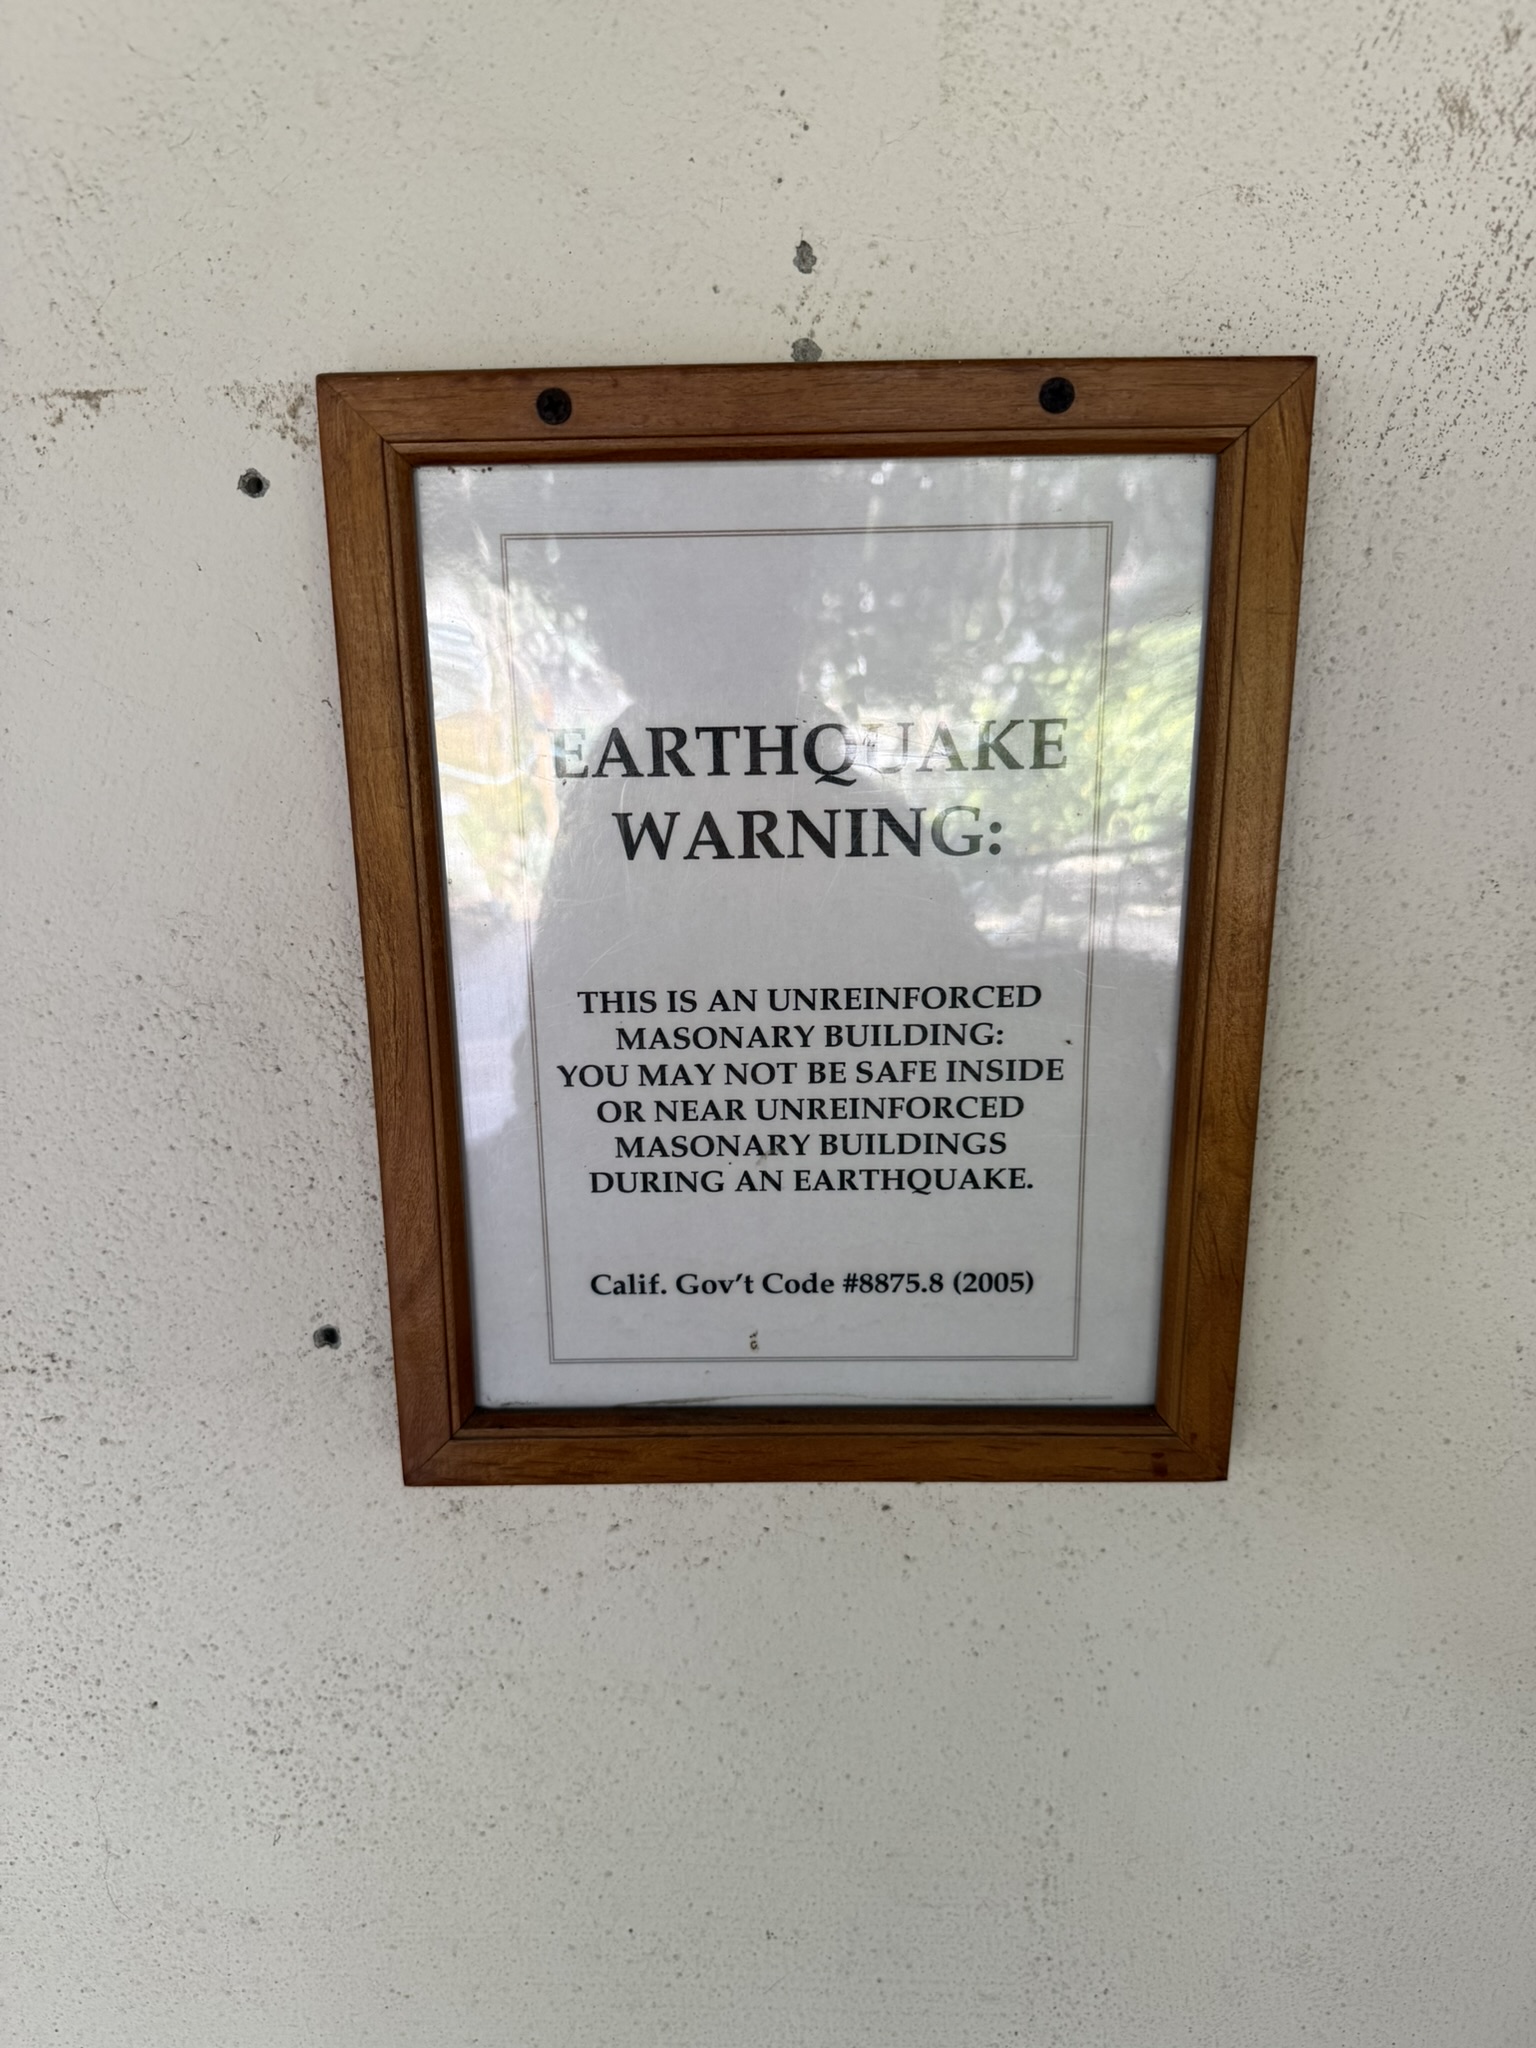 EARTHQUAKE
WARNING:
THIS IS AN UNREINFORCED
MASONARY BUILDING:
YOU MAY NOT BE SAFE INSIDE
OR NEAR UNREINFORCED
MASONARY BUILDINGS
DURING AN EARTHQUAKE.
Calif. Gov't Code #8875.8 (2005)